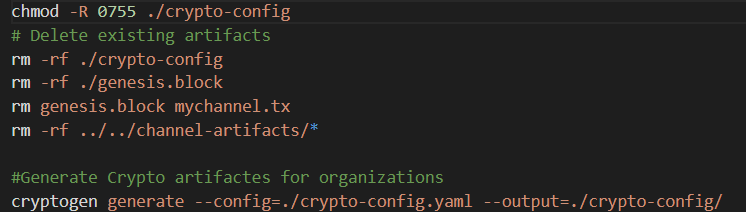 chmod -R 0755 ./crypto-config
# Delete existing artifacts
rm -rf ./crypto-config
rm -rf ./genesis.block
rm genesis.block mychannel.tx
rm -rf ../../channel-artifacts/*
#Generate Crypto artifactes for organizations
cryptogen generate --config=./crypto-config.yaml --output=./crypto-config/